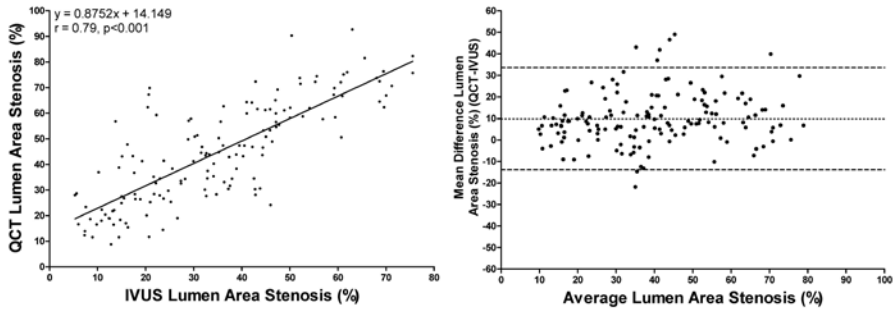 y = 0.8752x + 14.149
r = 0.79, p<0.001
100
90
80
70
60
50
40
30
20
10
0
QCT Lumen Area Stenosis (%)
0 10 20 30 40 50 60 70 80
IVUS Lumen Area Stenosis (%)
60
50
40
30
20
10
0
-10
-20
-30
-40
-50
-60
Mean Difference Lumen
Area Stenosis (%) (QCT-IVUS)
0 10 20 30 40 50 60 70 80 90 100
Average Lumen Area Stenosis (%)